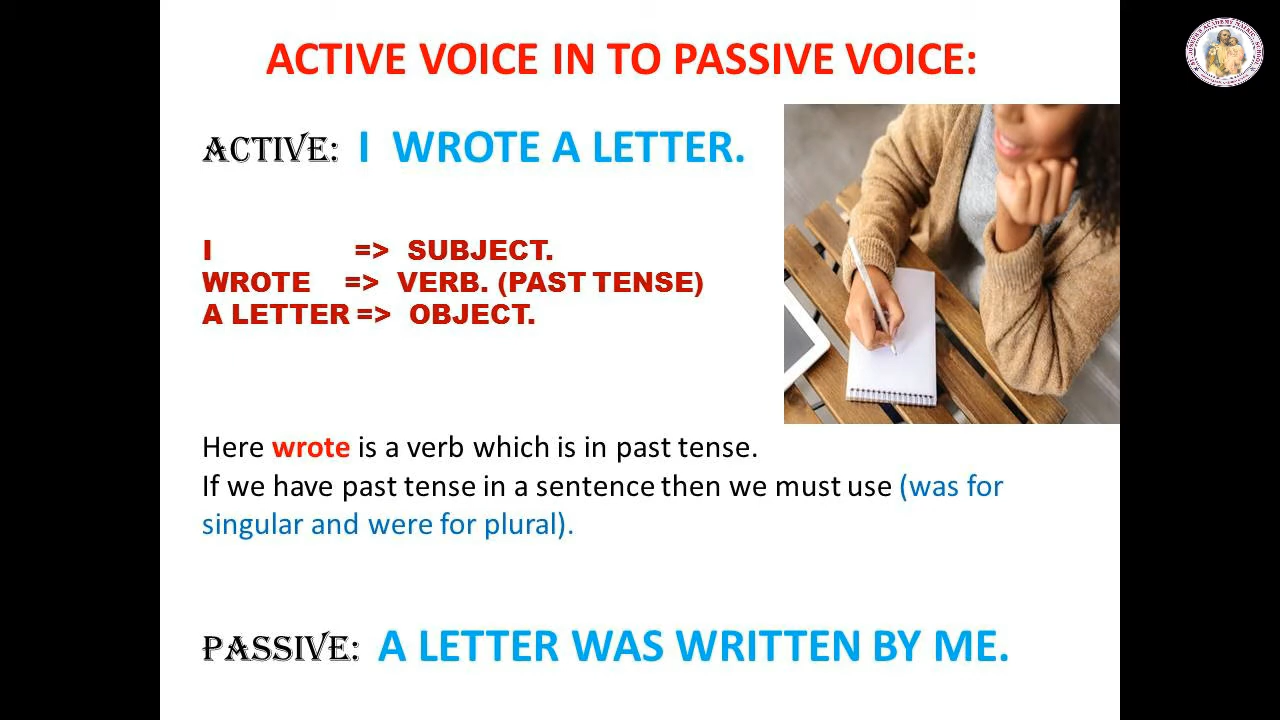 ACTIVE VOICE IN TO PASSIVE VOICE:
ACTIVE: I WROTE A LETTER.
I => SUBJECT.
WROTE => VERB. (PAST TENSE)
A LETTER => OBJECT.
Here wrote is a verb which is in past tense.
If we have past tense in a sentence then we must use (was for
singular and were for plural).
PASSIVE: A LETTER WAS WRITTEN BY ME.